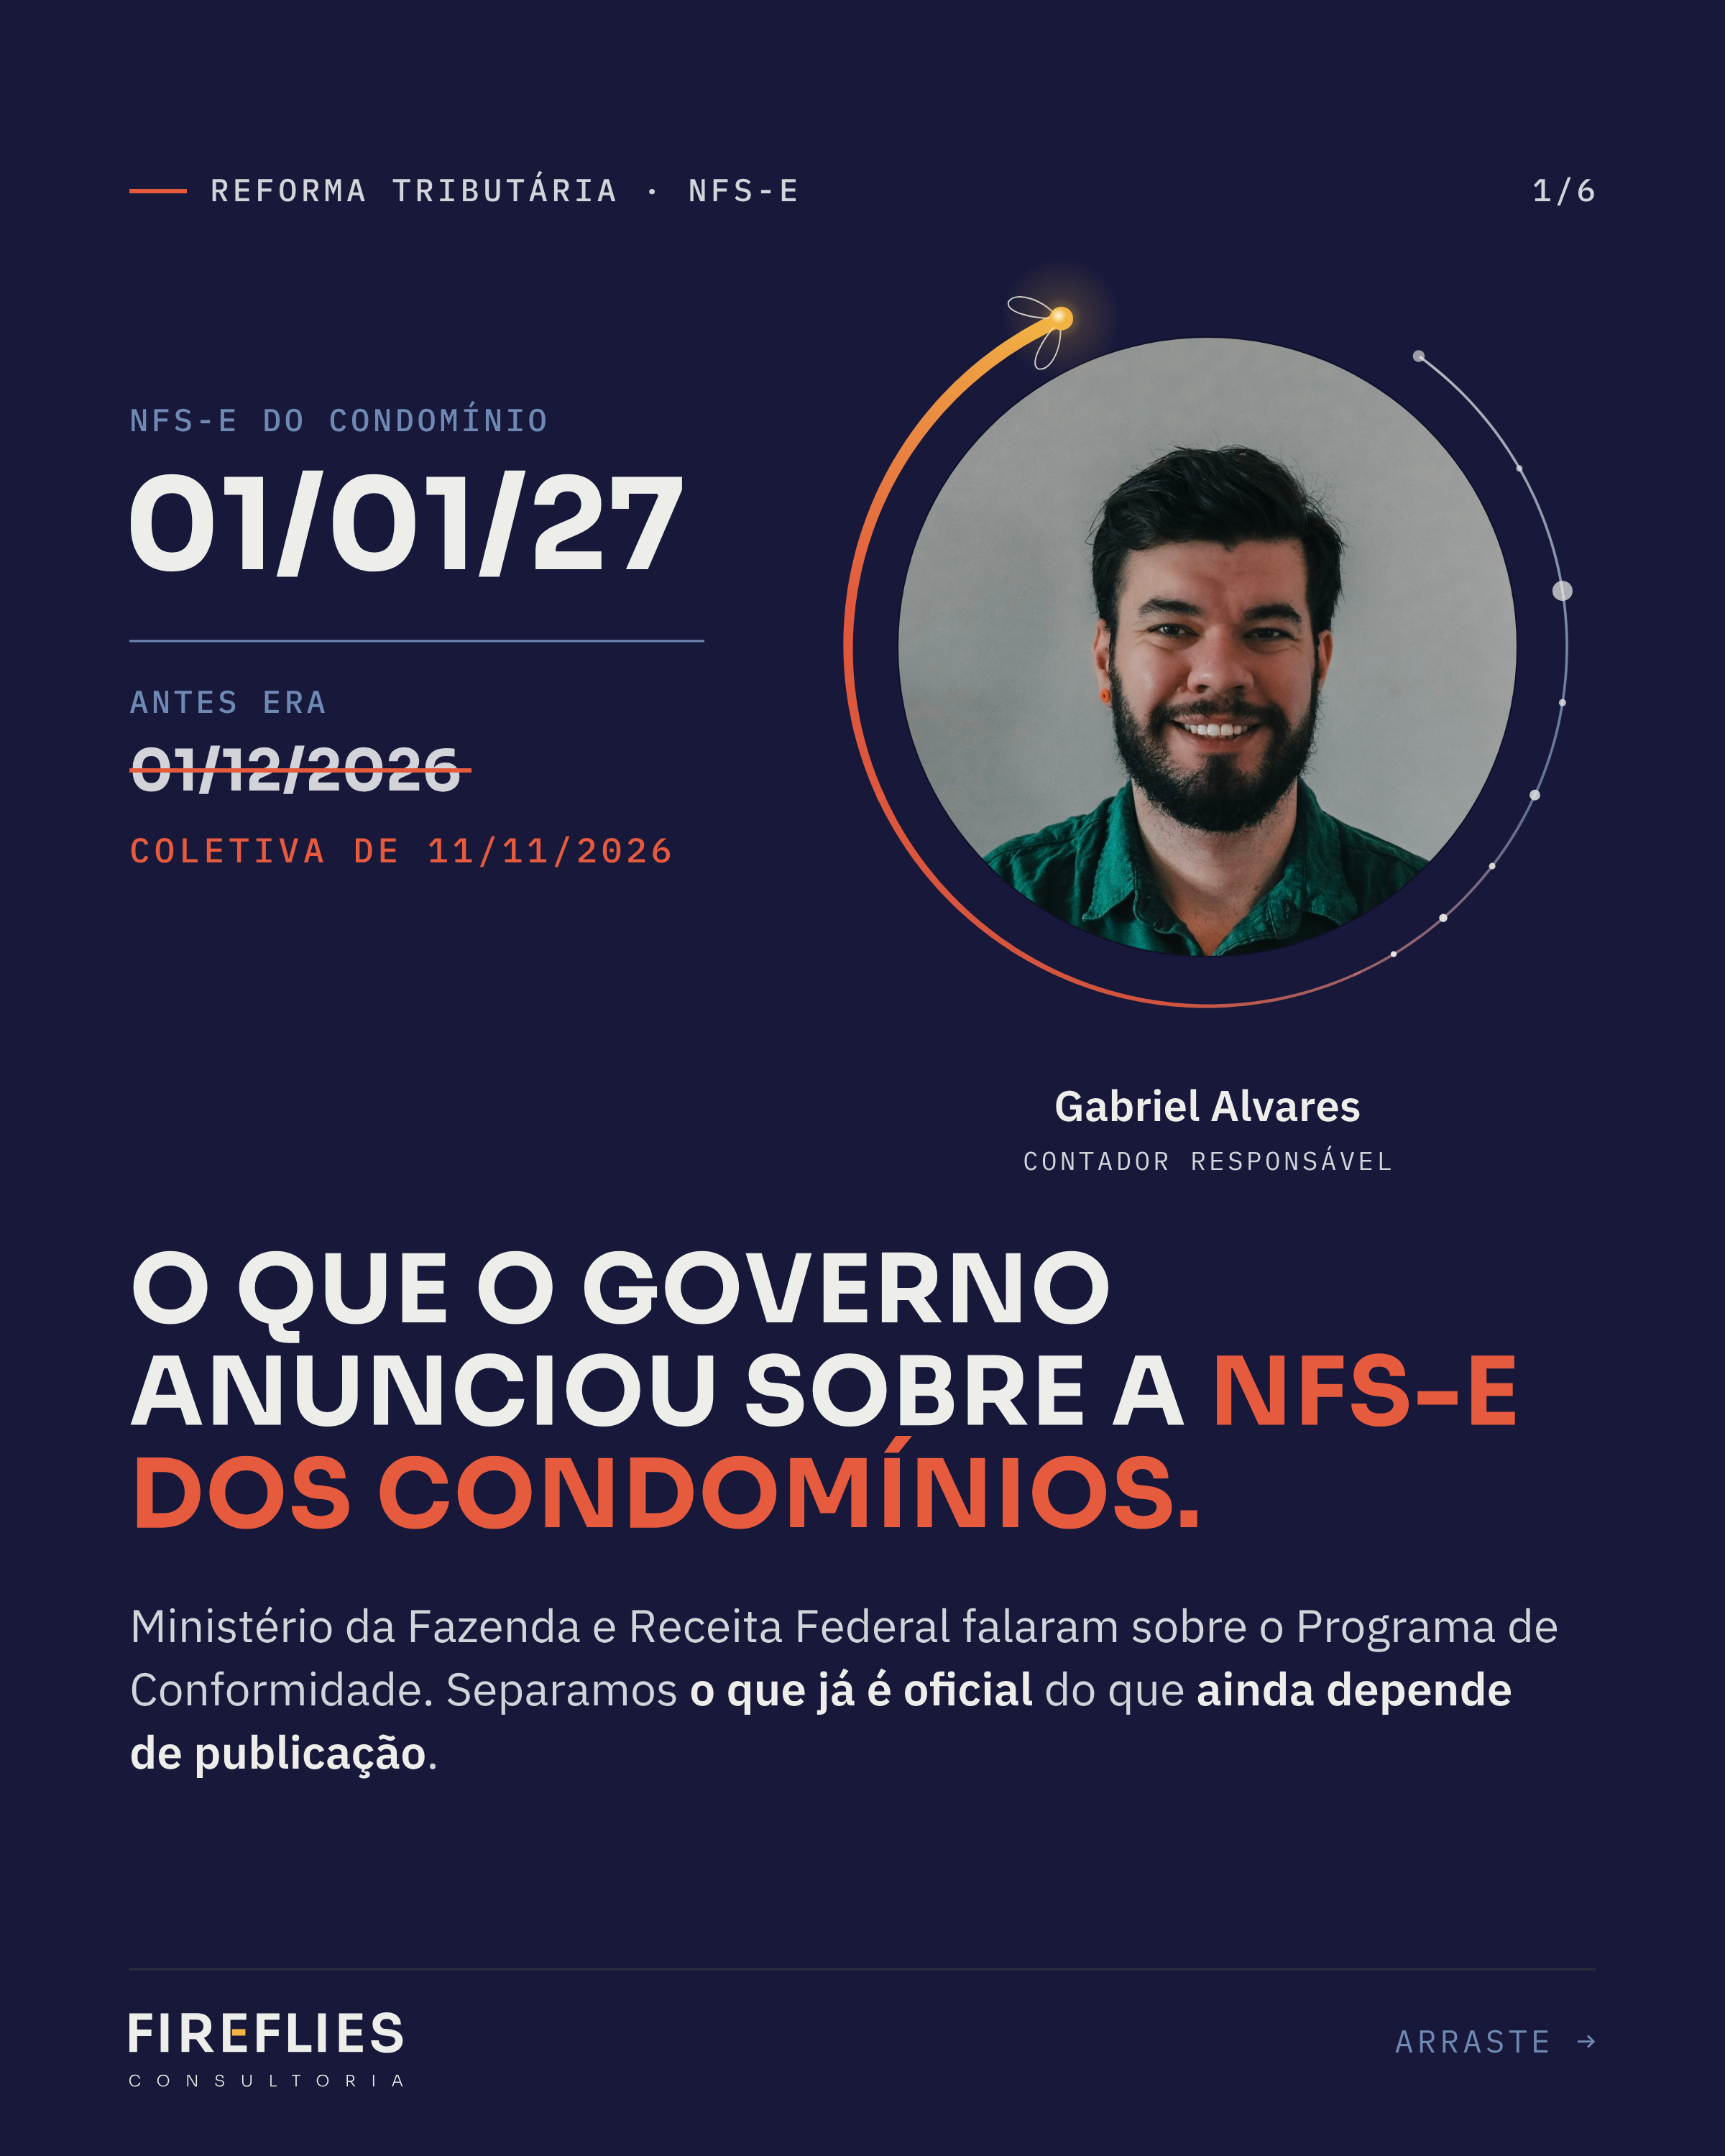 REFORMA TRIBUTÁRIA · NFS-E
1/6
NFS-E DO CONDOMÍNIO
01/01/27
ANTES ERA
01/12/2026
COLETIVA DE 11/11/2026
Gabriel Alvares
CONTADOR RESPONSÁVEL
O QUE O GOVERNO
ANUNCIOU SOBRE A NFS-E
DOS CONDOMÍNIOS.
Ministério da Fazenda e Receita Federal falaram sobre o Programa de
Conformidade. Separamos o que já é oficial do que ainda depende
de publicação.
FIREFLIES
CONSULTORIA
ARRASTE →